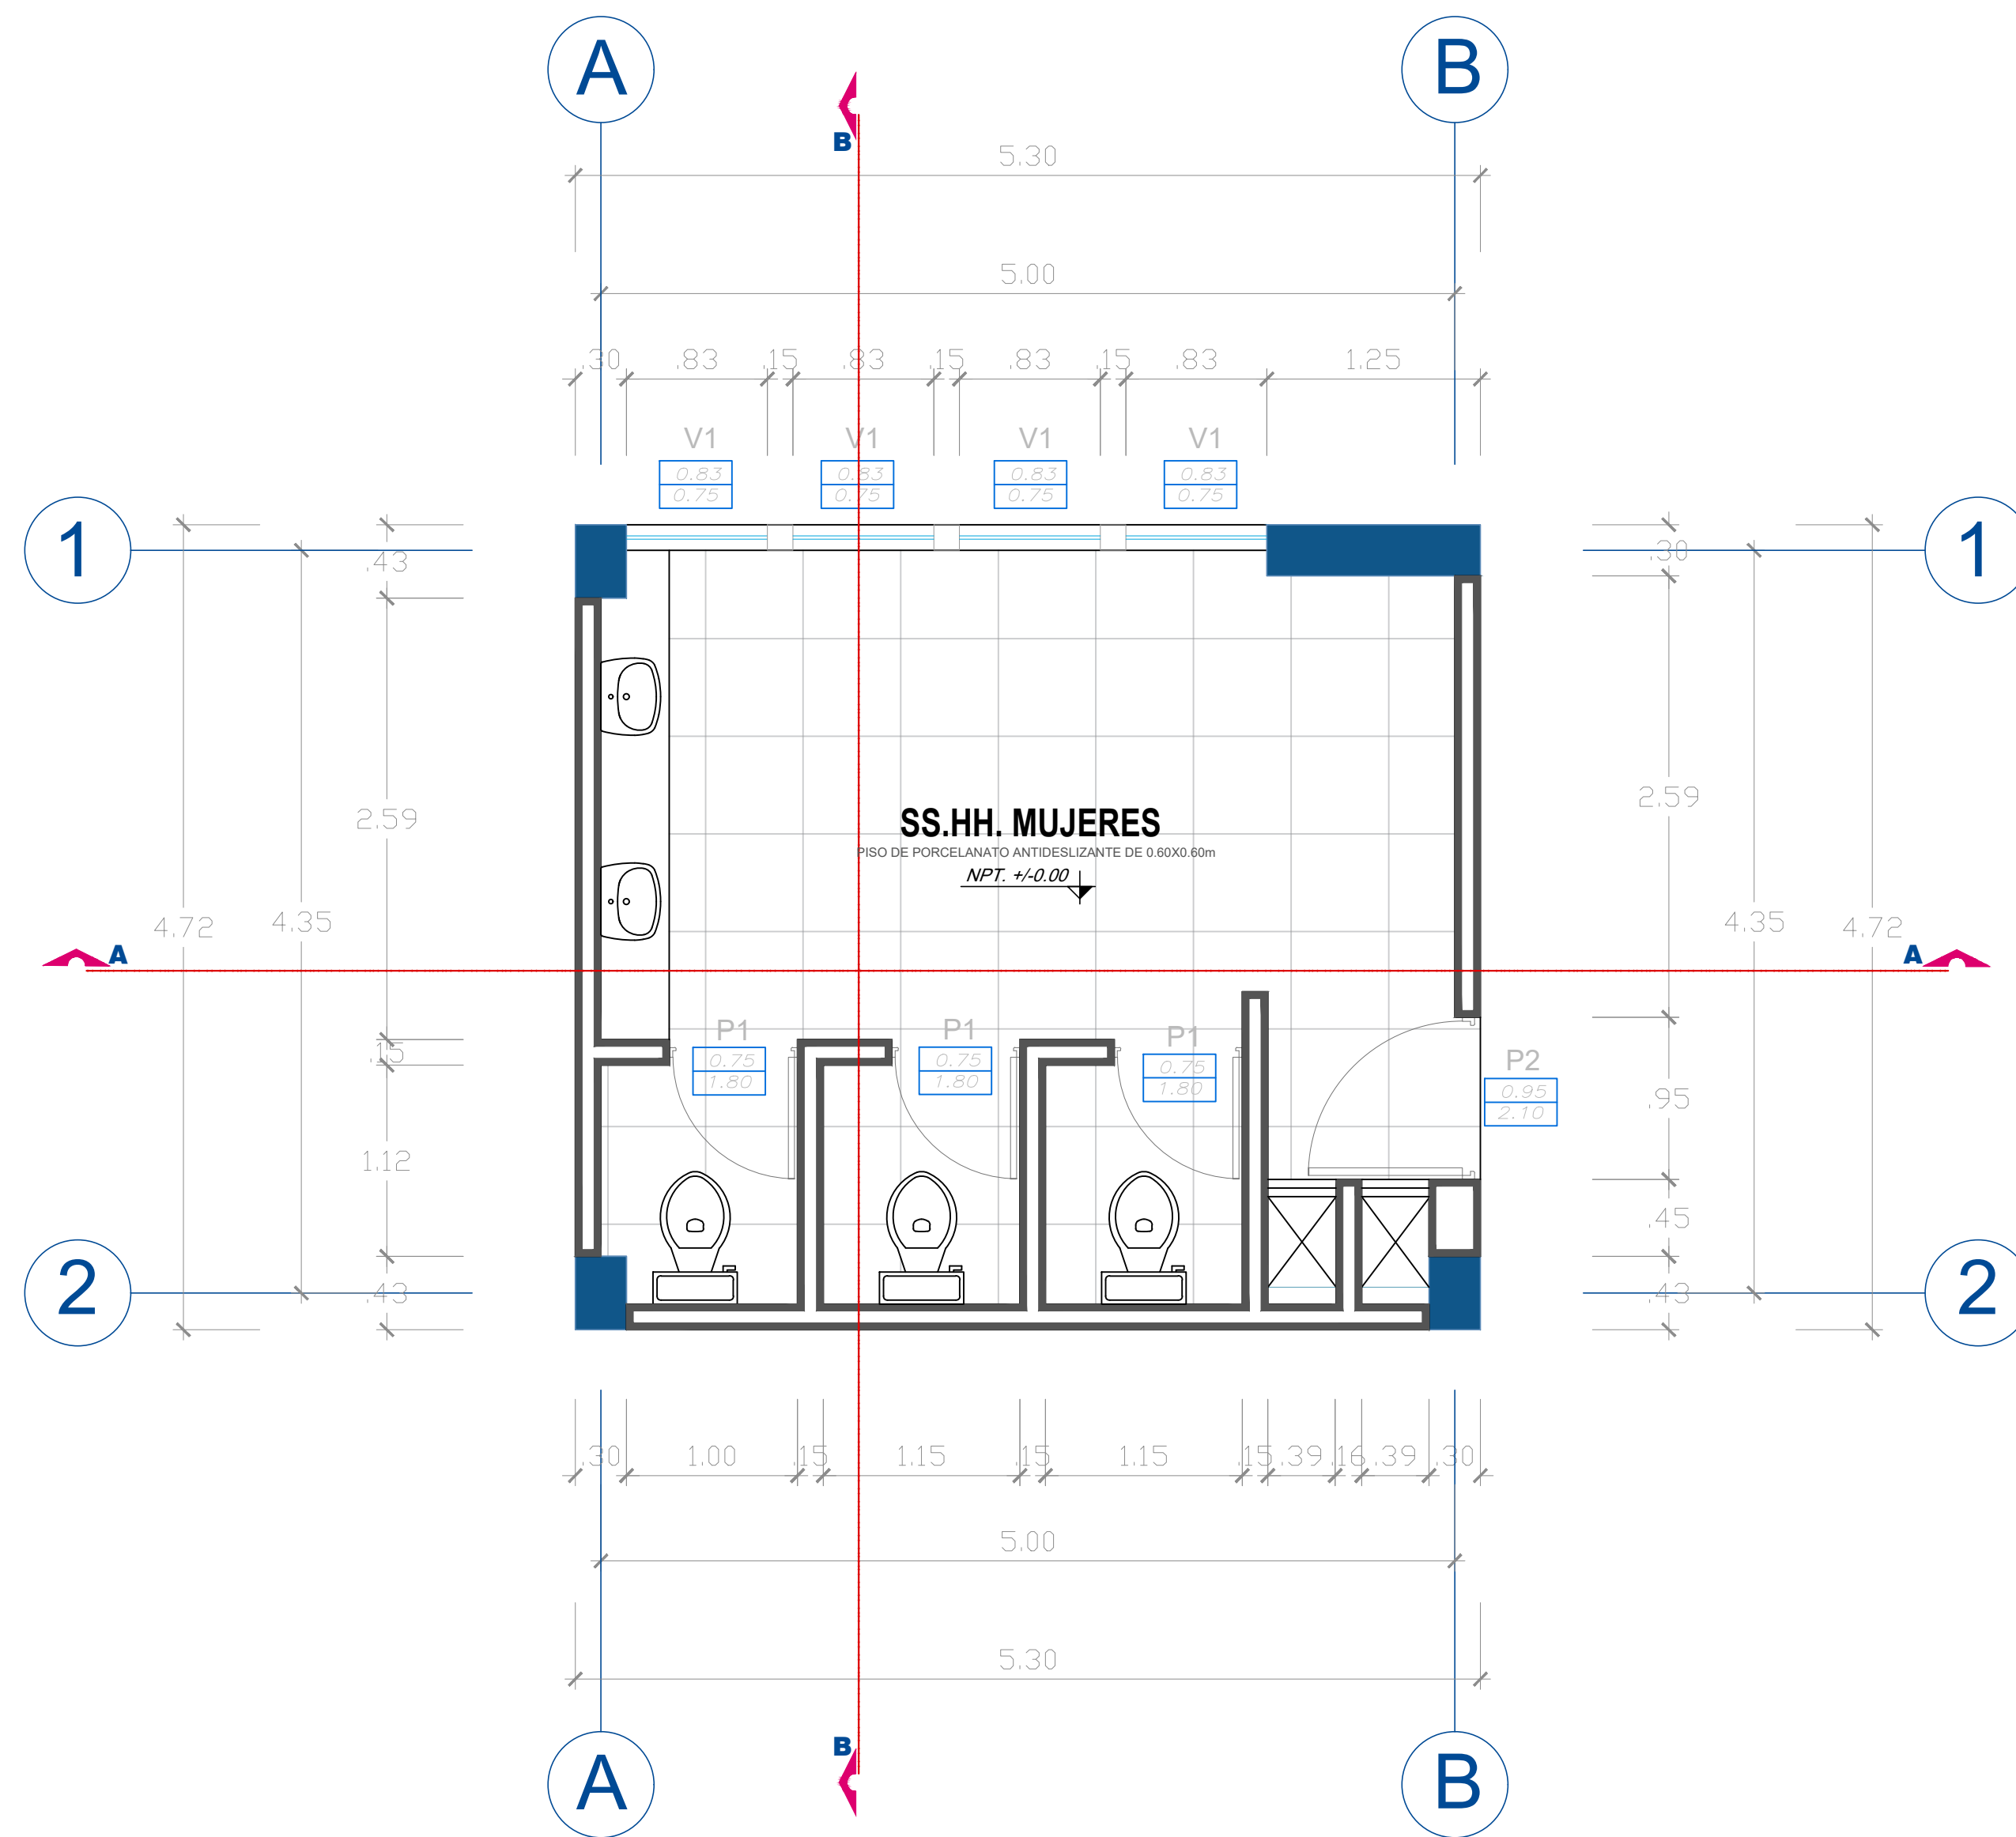 A B
B
5.30
5.00
.30 .83 .15 .83 .15 .83 .15 .83 1.25
V1 V1 V1 V1
0.83 0.83 0.83 0.83
0.75 0.75 0.75 0.75
1 1
.43 .30
2.59 2.59
SS.HH. MUJERES
PISO DE PORCELANATO ANTIDESLIZANTE DE 0.60X0.60m
NPT. +/-0.00
4.72 4.35 4.35 4.72
A A
P1 P1 P1
.15 0.75 0.75 0.75
1.80 1.80 1.80
P2
0.95
2.10
.95
1.12
.45
2 2
.43 .43
.30 1.00 .15 1.15 .15 1.15 .15 .39 .16 .39 .30
5.00
5.30
B
A B